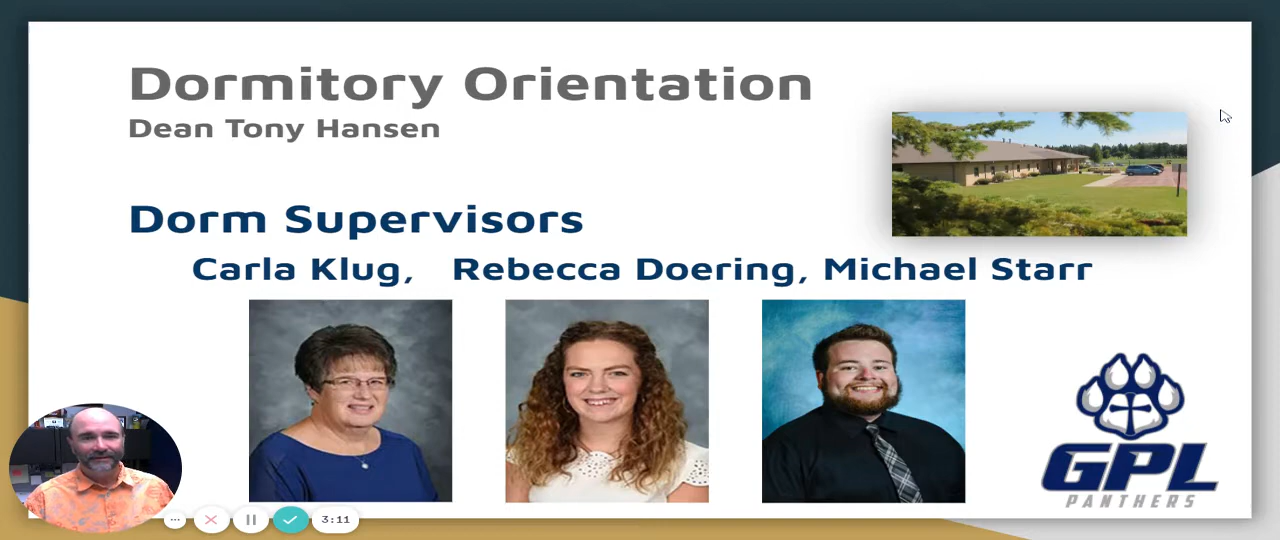 Dormitory Orientation
Dean Tony Hansen
Dorm Supervisors
Carla Klug, Rebecca Doering, Michael Starr
GPL
PANTHERS
3:11